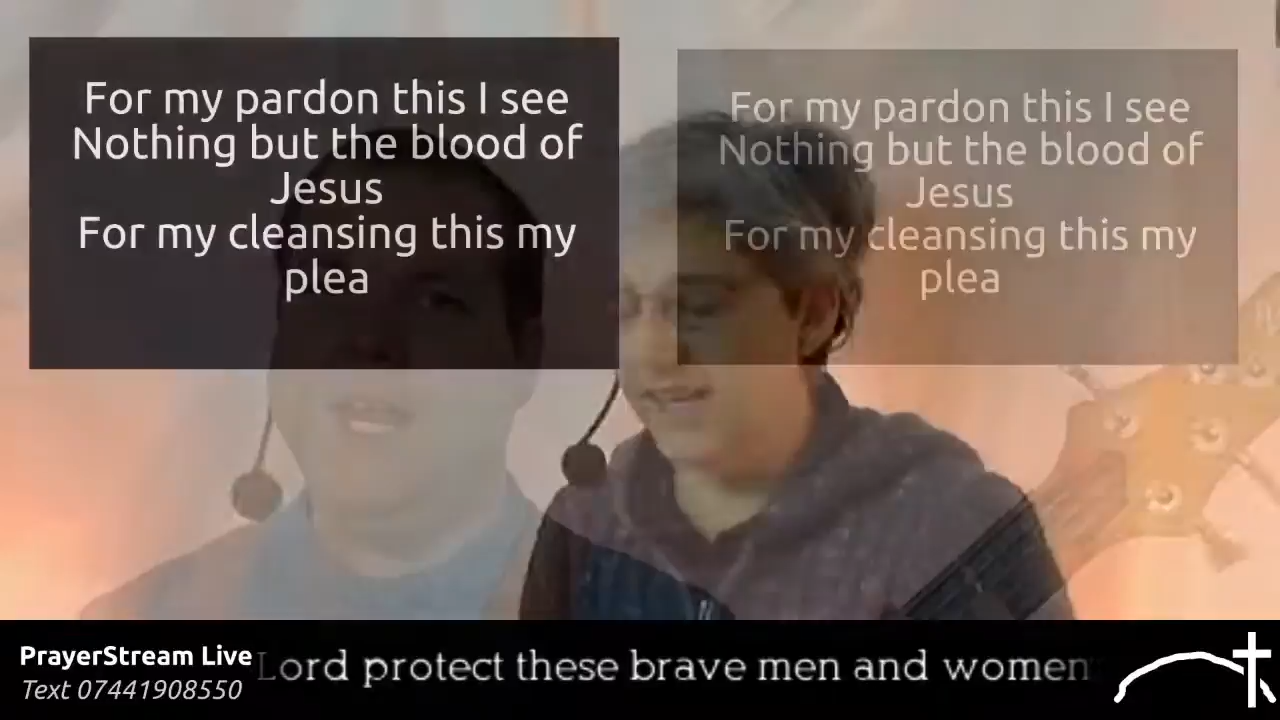 For my pardon this I see
Nothing but the blood of
Jesus
For my cleansing this my
plea
For my pardon this I see
Nothing but the blood of
Jesus
For my cleansing this my
plea
PrayerStream Live
Text 07441908550
Lord protect these brave men and women